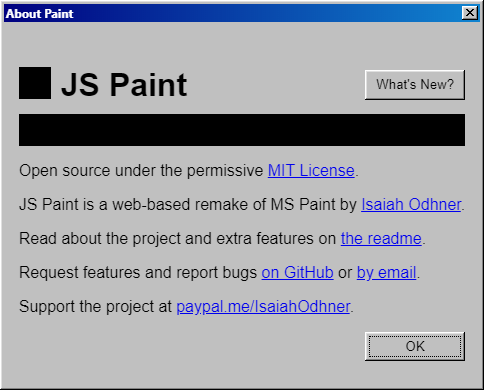 About Paint
JS Paint
What's New?
Open source under the permissive MIT License.
JS Paint is a web-based remake of MS Paint by Isaiah Odhner.
Read about the project and extra features on the readme.
Request features and report bugs on GitHub or by email.
Support the project at paypal.me/IsaiahOdhner.
OK